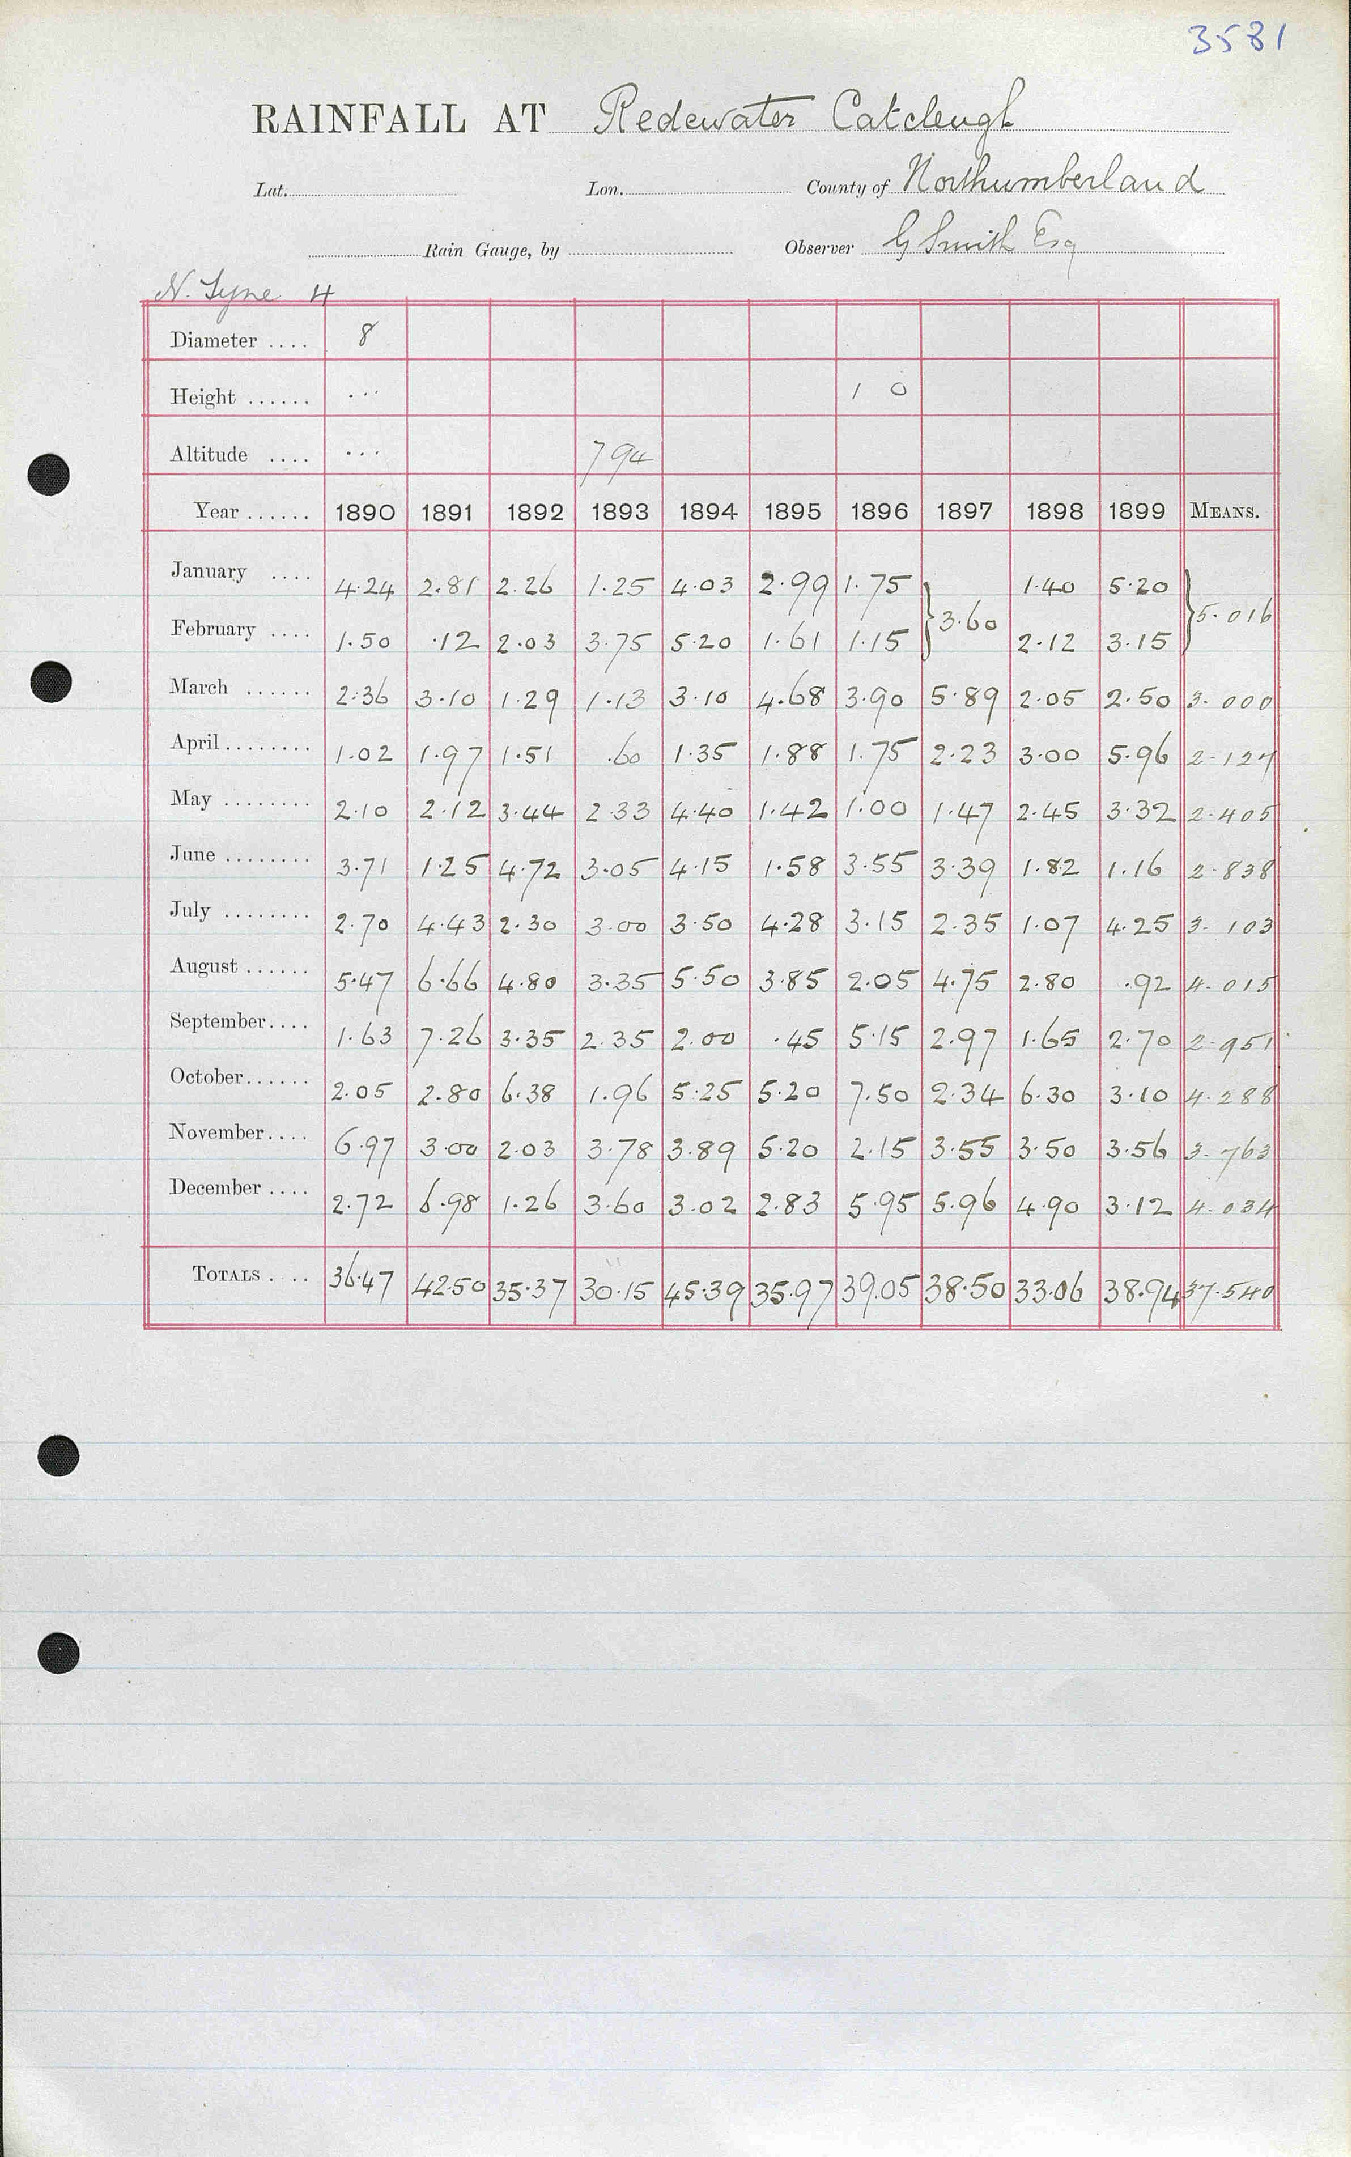 3581
RAINFALL AT Redewater Catcleugh
Lat. Lon. County of Northumberland
Rain Gauge, by Observer G Smith Esq
N. Tyne 4
Diameter .... 8
Height ...... ... 1 0
Altitude .... ... 794
Year ...... 1890 1891 1892 1893 1894 1895 1896 1897 1898 1899 MEANS.
January .... 4.24 2.81 2.26 1.25 4.03 2.99 1.75 1.40 5.20
3.60 5.016
February .... 1.50 .12 2.03 3.75 5.20 1.61 1.15 2.12 3.15
March ...... 2.36 3.10 1.29 1.13 3.10 4.68 3.90 5.89 2.05 2.50 3.000
April ........ 1.02 1.97 1.51 .60 1.35 1.88 1.75 2.23 3.00 5.96 2.127
May ........ 2.10 2.12 3.44 2.33 4.40 1.42 1.00 1.47 2.45 3.32 2.405
June ........ 3.71 1.25 4.72 3.05 4.15 1.58 3.55 3.39 1.82 1.16 2.838
July ........ 2.70 4.43 2.30 3.00 3.50 4.28 3.15 2.35 1.07 4.25 3.103
August ...... 5.47 6.66 4.80 3.35 5.50 3.85 2.05 4.75 2.80 .92 4.015
September.... 1.63 7.26 3.35 2.35 2.00 .45 5.15 2.97 1.65 2.70 2.951
October...... 2.05 2.80 6.38 1.96 5.25 5.20 7.50 2.34 6.30 3.10 4.288
November.... 6.97 3.00 2.03 3.78 3.89 5.20 2.15 3.55 3.50 3.56 3.763
December .... 2.72 6.98 1.26 3.60 3.02 2.83 5.95 5.96 4.90 3.12 4.034
TOTALS .... 36.47 42.50 35.37 30.15 45.39 35.97 39.05 38.50 33.06 38.94 37.540